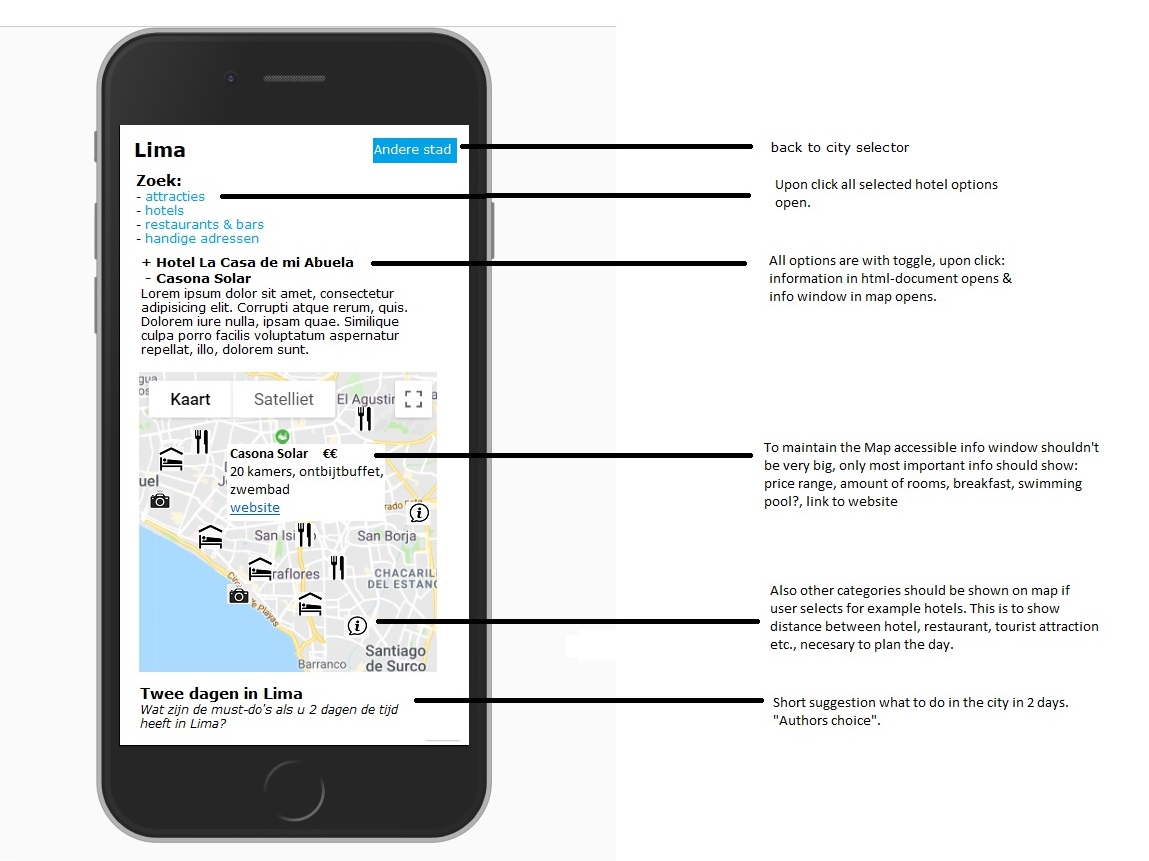 Lima
Andere stad
back to city selector
Zoek:
- attracties
- hotels
- restaurants & bars
- handige adressen
Upon click all selected hotel options
open.
+ Hotel La Casa de mi Abuela
- Casona Solar
Lorem ipsum dolor sit amet, consectetur
adipisicing elit. Corrupti atque rerum, quis.
Dolorem iure nulla, ipsam quae. Similique
culpa porro facilis voluptatum aspernatur
repellat, illo, dolorem sunt.
All options are with toggle, upon click:
information in html-document opens &
info window in map opens.
Kaart
Satelliet
El Agustin
Casona Solar €€
20 kamers, ontbijtbuffet,
zwembad
website
To maintain the Map accessible info window shouldn't
be very big, only most important info should show:
price range, amount of rooms, breakfast, swimming
pool?, link to website
uel
San Isi
San Borja
raflores
CHACARIL
DEL ESTANC
de Playas
Barranco
Santiago
de Surco
Also other categories should be shown on map if
user selects for example hotels. This is to show
distance between hotel, restaurant, tourist attraction
etc., necesary to plan the day.
Twee dagen in Lima
Wat zijn de must-do's als u 2 dagen de tijd
heeft in Lima?
Short suggestion what to do in the city in 2 days.
"Authors choice".